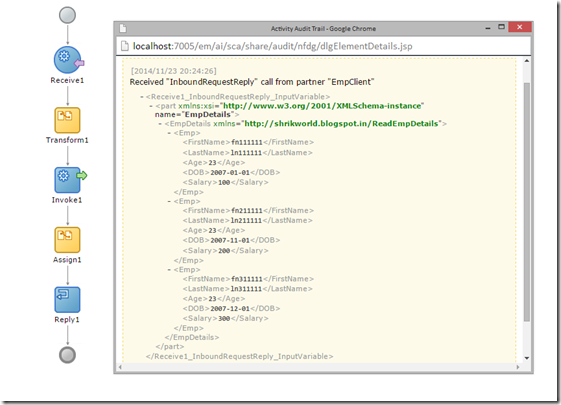 Receive1
Transform1
Invoke1
Assign1
Reply1
Activity Audit Trail - Google Chrome
localhost:7005/em/ai/sca/share/audit/nfdg/dlgElementDetails.jsp
[2014/11/23 20:24:26]
Received "InboundRequestReply" call from partner "EmpClient"
- <Receive1_InboundRequestReply_InputVariable>
- <part xmlns:xsi="http://www.w3.org/2001/XMLSchema-instance"
name="EmpDetails">
- <EmpDetails xmlns="http://shrikworld.blogspot.in/ReadEmpDetails">
- <Emp>
<FirstName>fn111111</FirstName>
<LastName>ln111111</LastName>
<Age>23</Age>
<DOB>2007-01-01</DOB>
<Salary>100</Salary>
</Emp>
- <Emp>
<FirstName>fn211111</FirstName>
<LastName>ln211111</LastName>
<Age>23</Age>
<DOB>2007-11-01</DOB>
<Salary>200</Salary>
</Emp>
- <Emp>
<FirstName>fn311111</FirstName>
<LastName>ln311111</LastName>
<Age>23</Age>
<DOB>2007-12-01</DOB>
<Salary>300</Salary>
</Emp>
</EmpDetails>
</part>
</Receive1_InboundRequestReply_InputVariable>